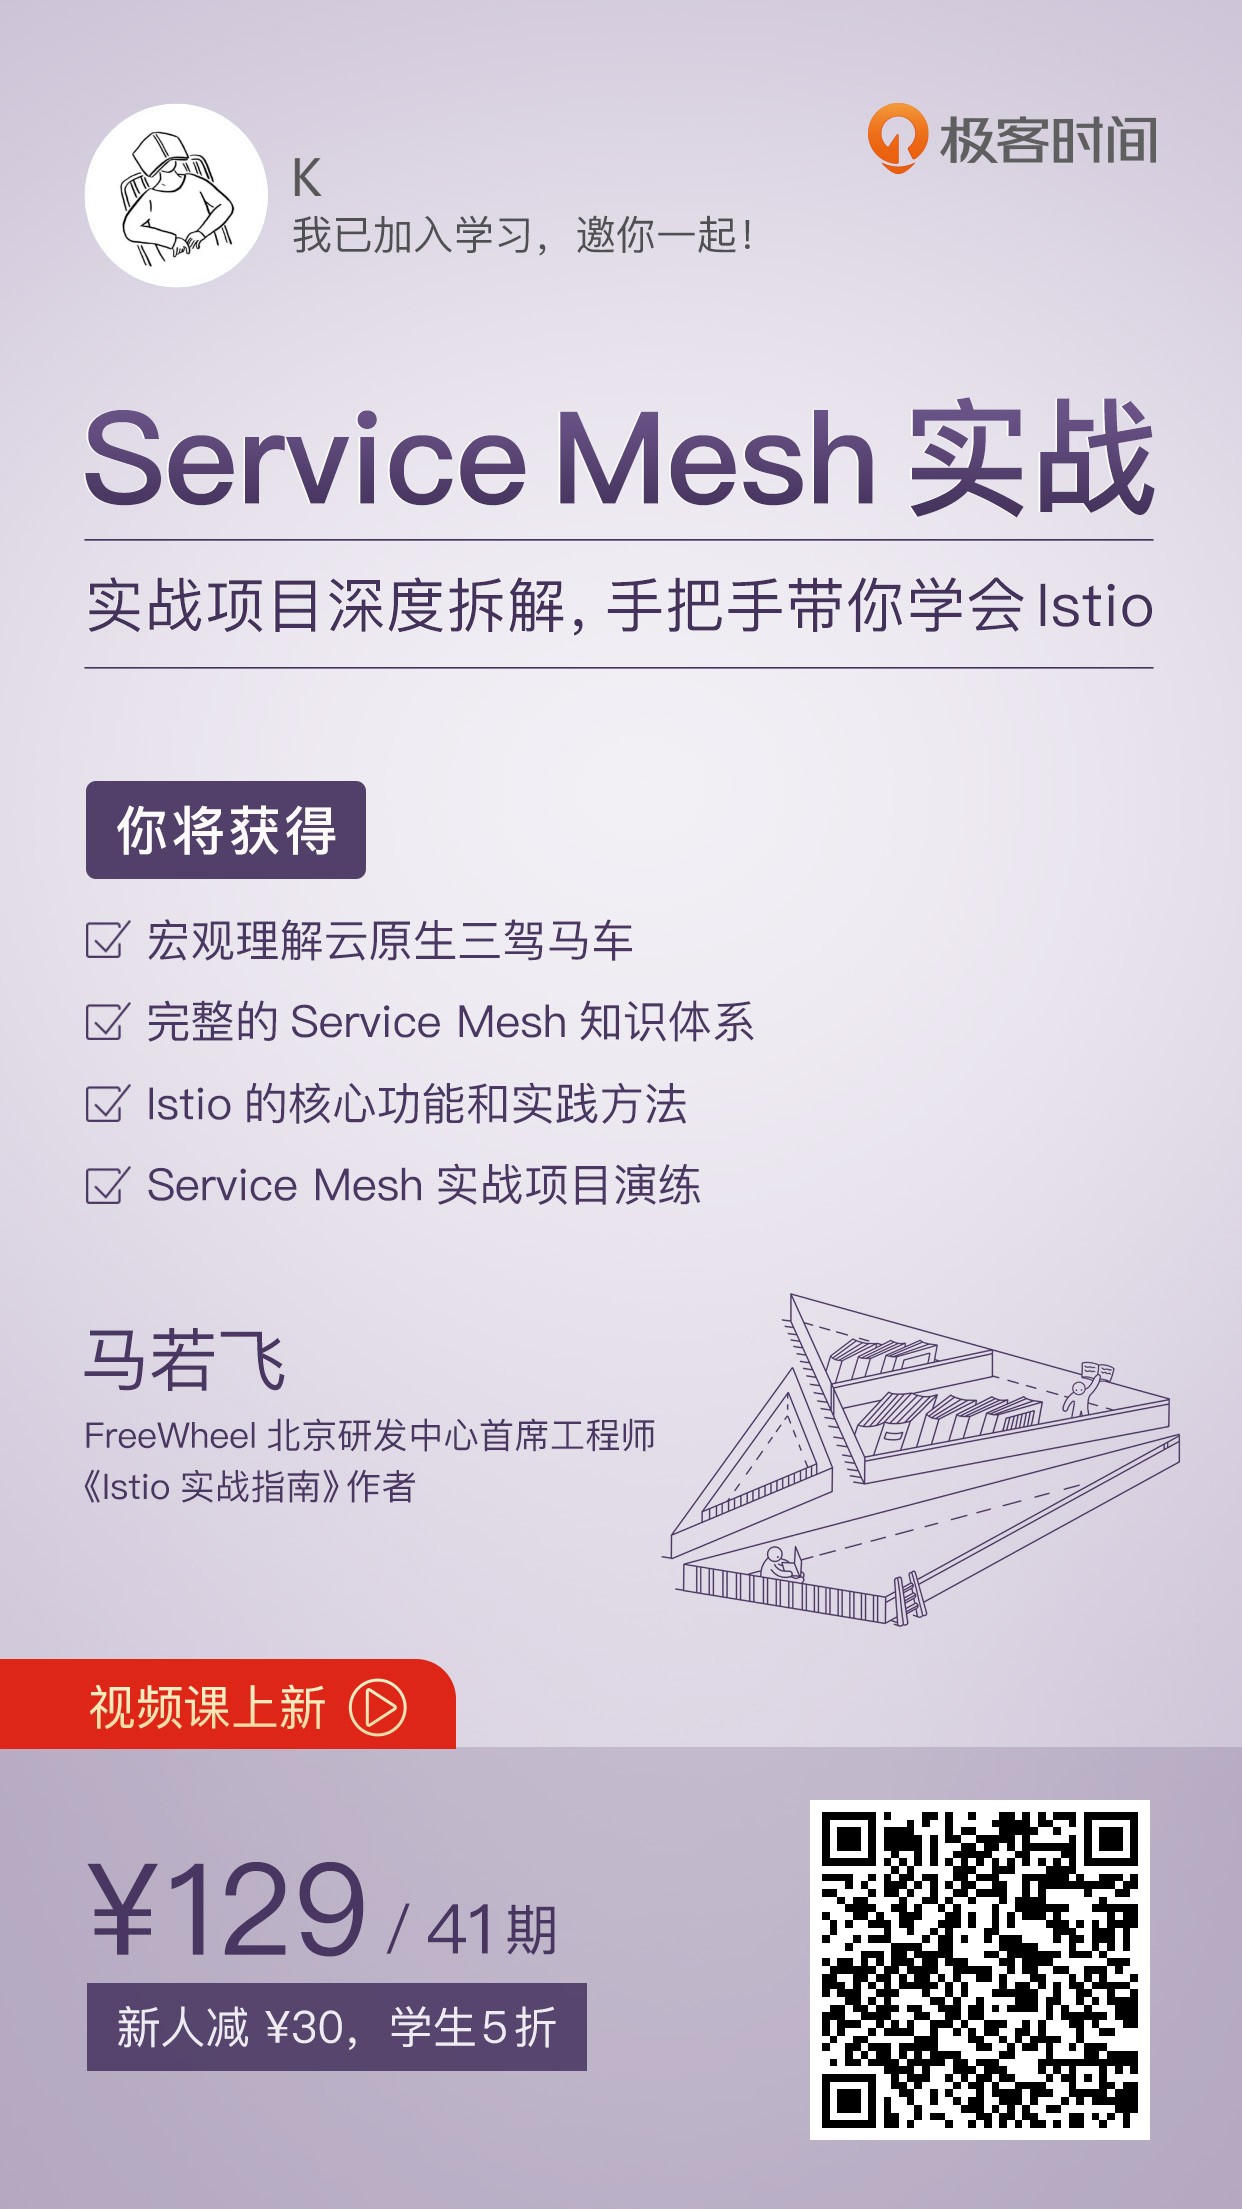 极客时间
K
我已加入学习，邀你一起！
Service Mesh 实战
实战项目深度拆解，手把手带你学会 Istio
你将获得
宏观理解云原生三驾马车
完整的 Service Mesh 知识体系
Istio 的核心功能和实践方法
Service Mesh 实战项目演练
马若飞
FreeWheel 北京研发中心首席工程师
《Istio 实战指南》作者
视频课上新
¥129 / 41期
新人减 ¥30，学生5折